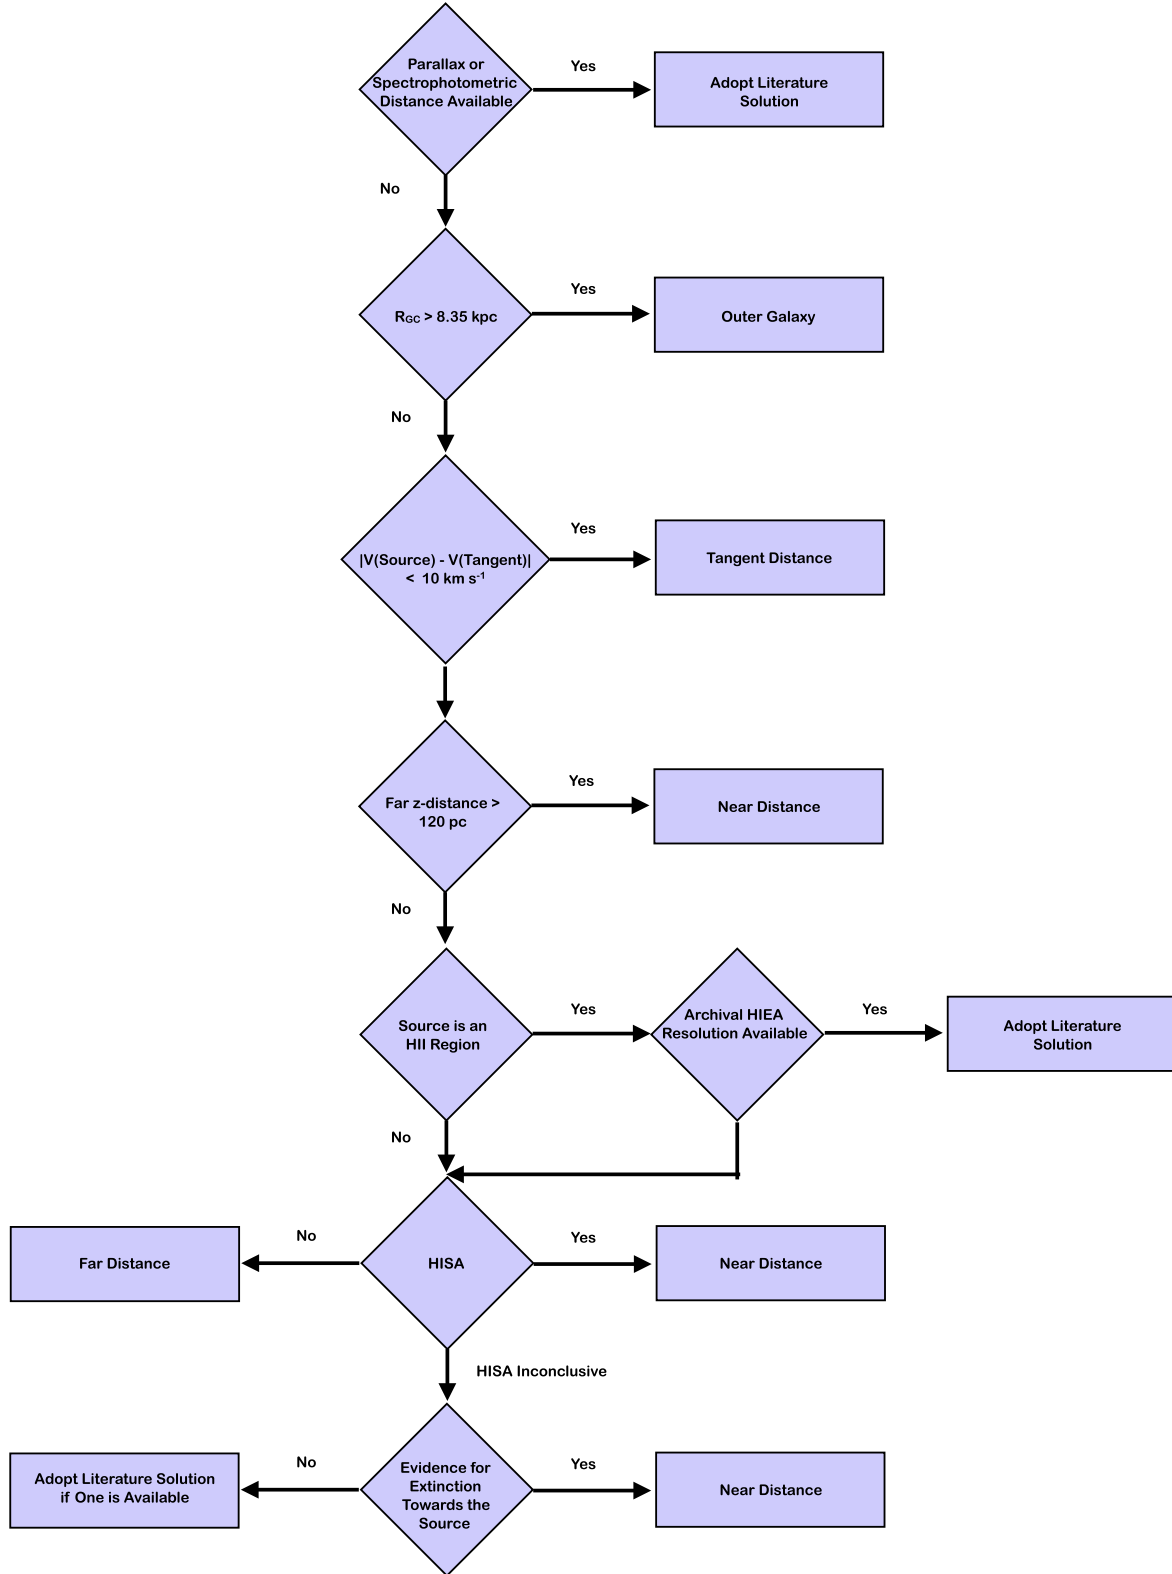 Parallax or
Spectrophotometric
Distance Available
Yes
Adopt Literature
Solution
No
RGC > 8.35 kpc
Yes
Outer Galaxy
No
|V(Source) - V(Tangent)|
< 10 km s-1
Yes
Tangent Distance
Far z-distance >
120 pc
Yes
Near Distance
No
Source is an
HII Region
Yes
Archival HIEA
Resolution Available
Yes
Adopt Literature
Solution
No
HISA
No
Far Distance
Yes
Near Distance
HISA Inconclusive
Evidence for
Extinction
Towards the
Source
No
Adopt Literature Solution
if One is Available
Yes
Near Distance